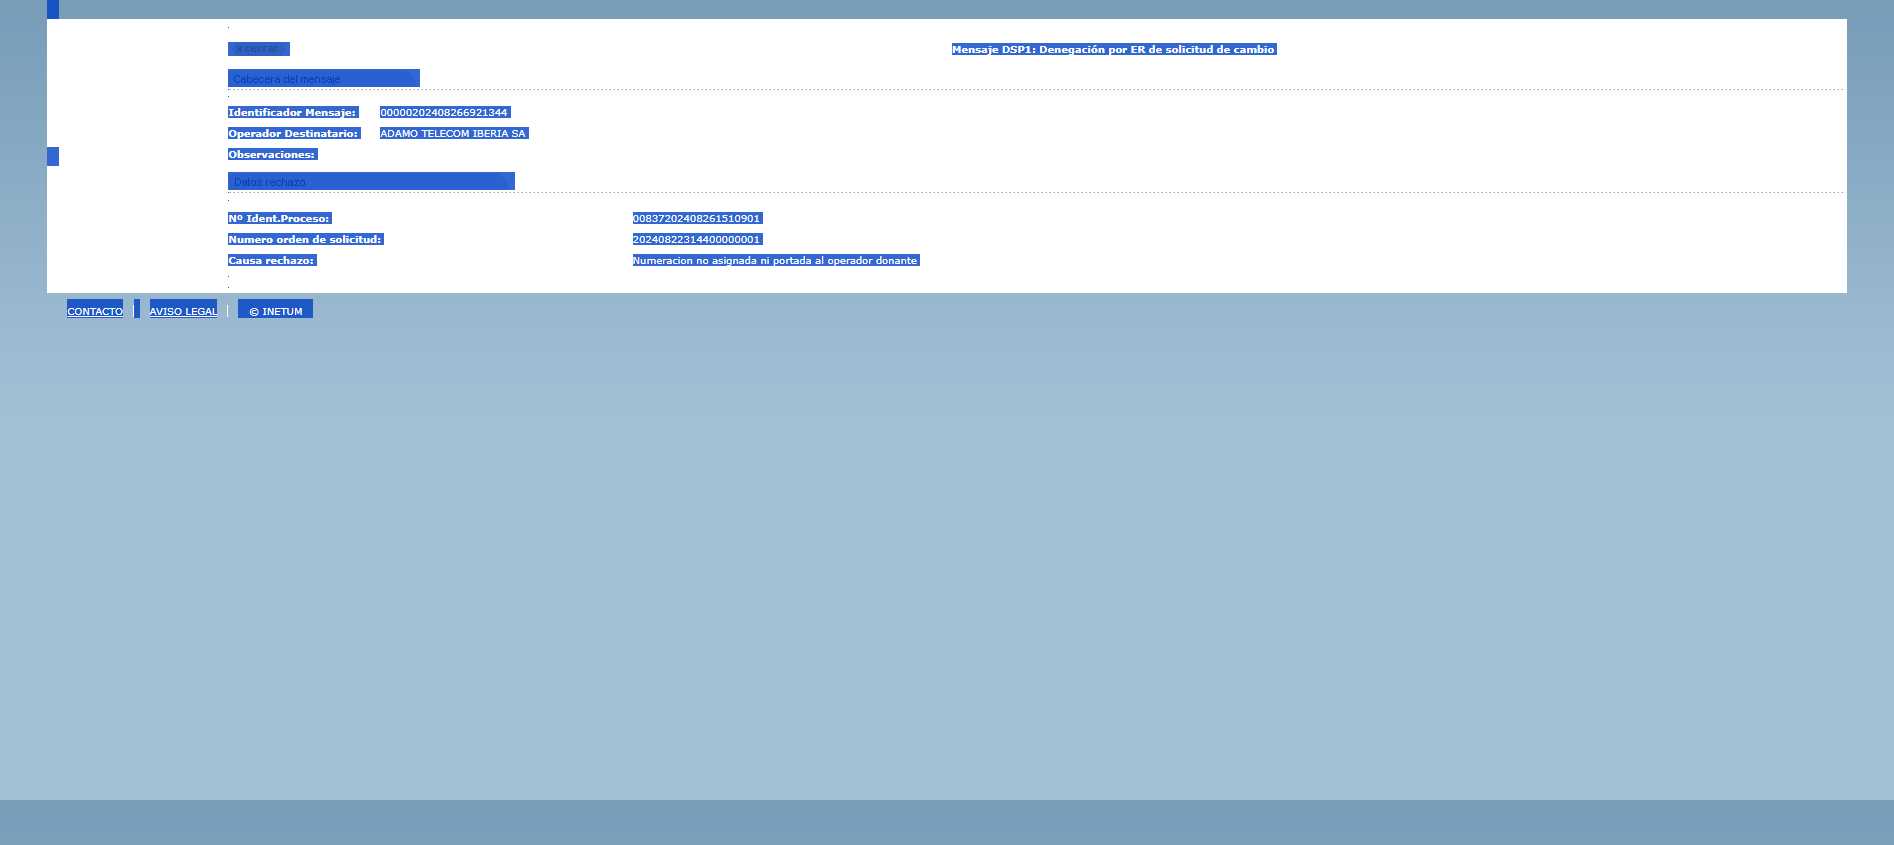 x cerrar
Mensaje DSP1: Denegación por ER de solicitud de cambio
Cabecera del mensaje
Identificador Mensaje: 00000202408266921344
Operador Destinatario: ADAMO TELECOM IBERIA SA
Observaciones:
Datos rechazo
Nº Ident.Proceso: 00837202408261510901
Numero orden de solicitud: 20240822314400000001
Causa rechazo: Numeracion no asignada ni portada al operador donante
CONTACTO | AVISO LEGAL | © INETUM